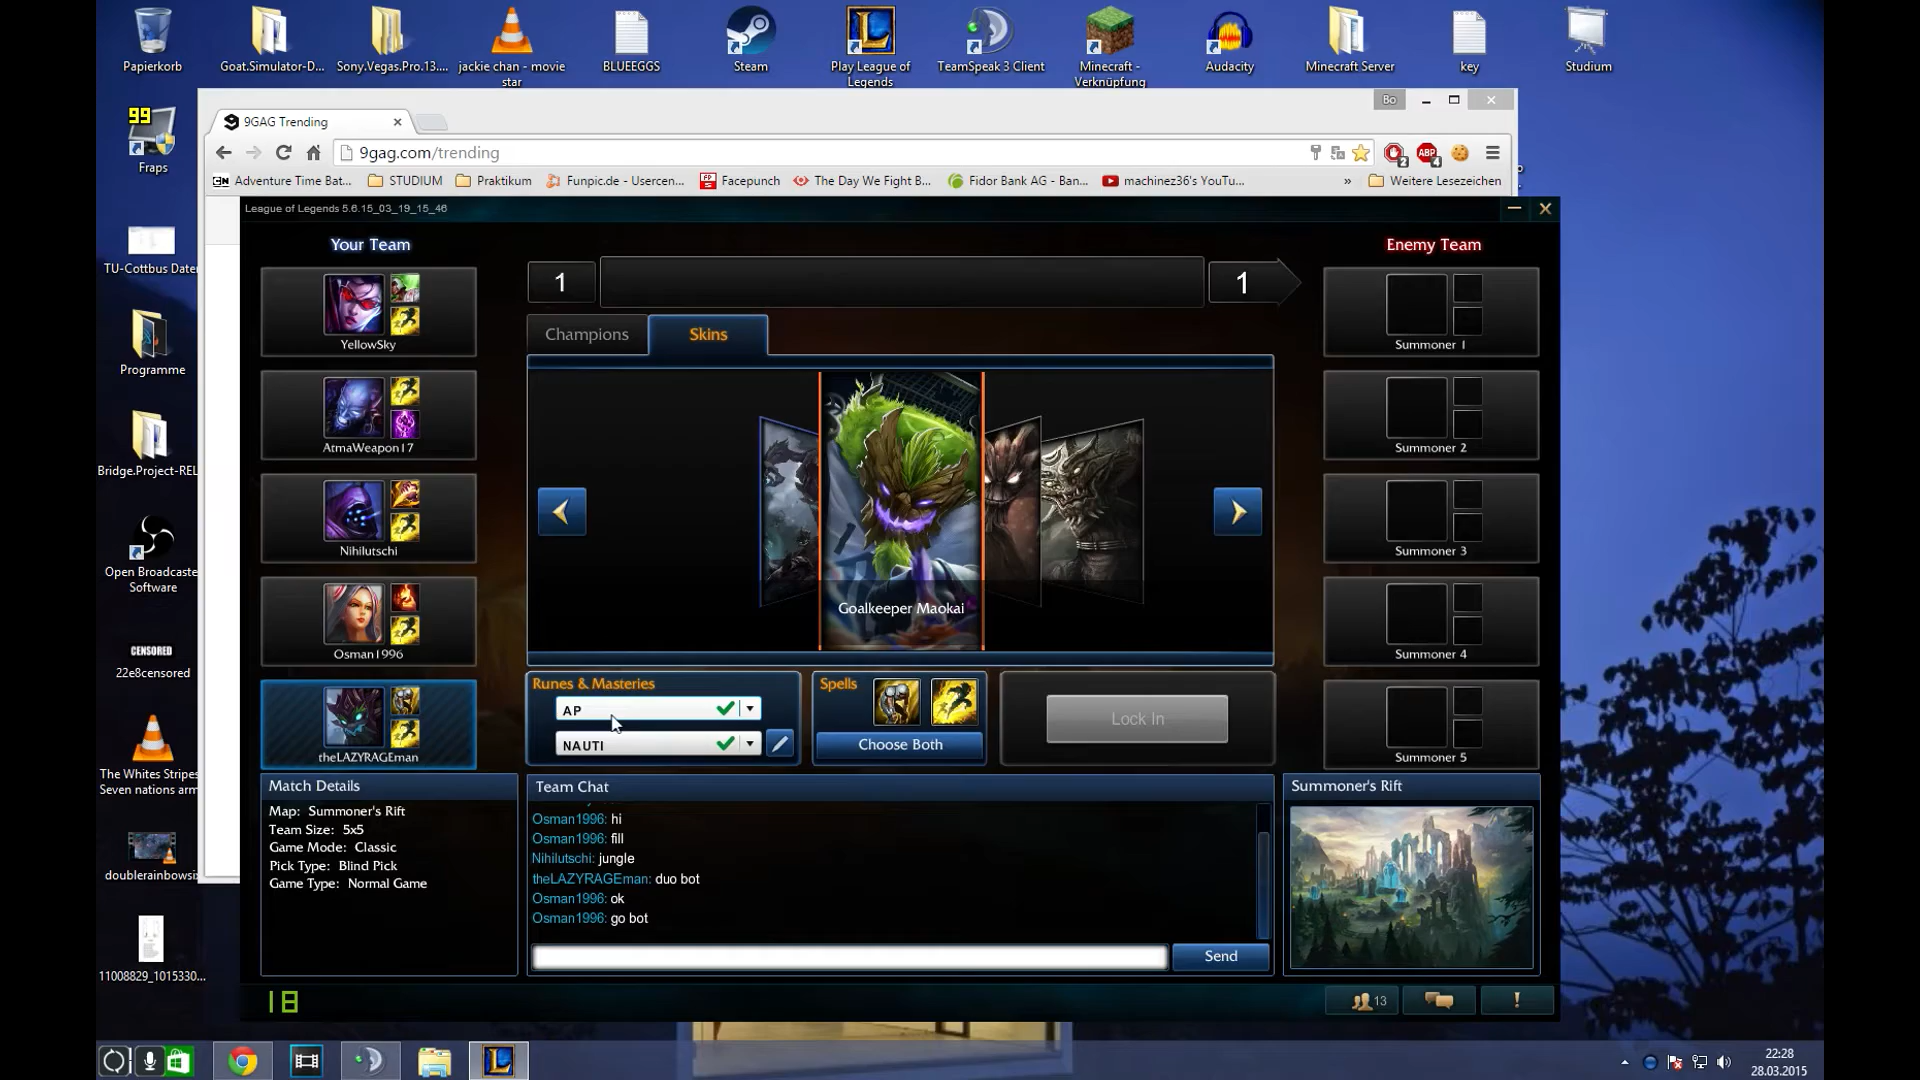 Papierkorb
Goat.Simulator-D...
Sony.Vegas.Pro.13....
jackie chan - movie
star
BLUEEGGS
Steam
Play League of
Legends
TeamSpeak 3 Client
Minecraft -
Verknüpfung
Audacity
Minecraft Server
key
Studium
99
Fraps
TU-Cottbus Daten
Programme
Bridge.Project-REL
Open Broadcaste
Software
CENSORED
22e8censored
The Whites Stripes
Seven nations arm
doublerainbowsi
11008829_1015330...
Bo
9GAG Trending
9gag.com/trending
2
ABP
4
Adventure Time Bat...
STUDIUM
Praktikum
Funpic.de - Usercen...
Facepunch
The Day We Fight B...
Fidor Bank AG - Ban...
machinez36's YouTu...
»
Weitere Lesezeichen
League of Legends 5.6.15_03_19_15_46
Your Team
YellowSky
AtmaWeapon17
Nihilutschi
Osman1996
theLAZYRAGEman
1
1
Champions
Skins
Goalkeeper Maokai
Runes & Masteries
AP
NAUTI
Spells
Choose Both
Lock In
Enemy Team
Summoner 1
Summoner 2
Summoner 3
Summoner 4
Summoner 5
Match Details
Map: Summoner's Rift
Team Size: 5x5
Game Mode: Classic
Pick Type: Blind Pick
Game Type: Normal Game
Team Chat
Osman1996: hi
Osman1996: fill
Nihilutschi: jungle
theLAZYRAGEman: duo bot
Osman1996: ok
Osman1996: go bot
Send
Summoner's Rift
18
13
!
22:28
28.03.2015